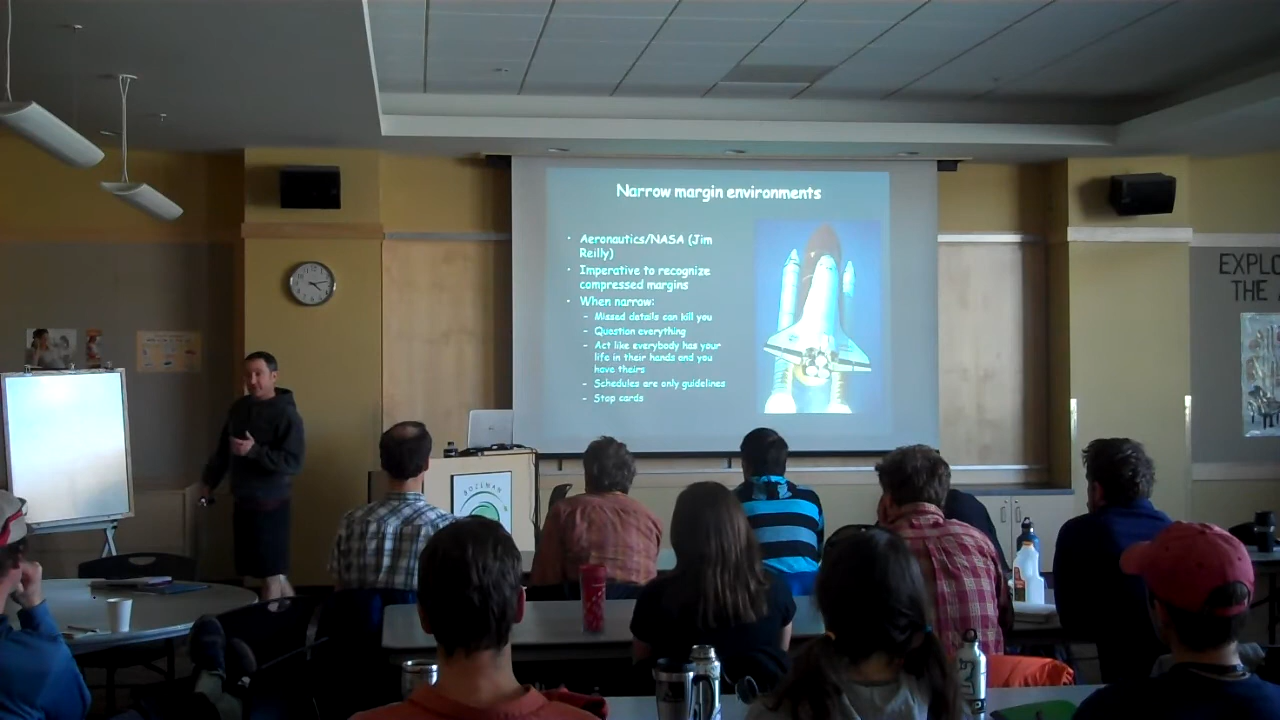 Narrow margin environments
• Aeronautics/NASA (Jim
Reilly)
• Imperative to recognize
compressed margins
• When narrow:
– Missed details can kill you
– Question everything
– Act like everybody has your
life in their hands and you
have theirs
– Schedules are only guidelines
– Stop cards
EXPLO
THE
BOZEMAN